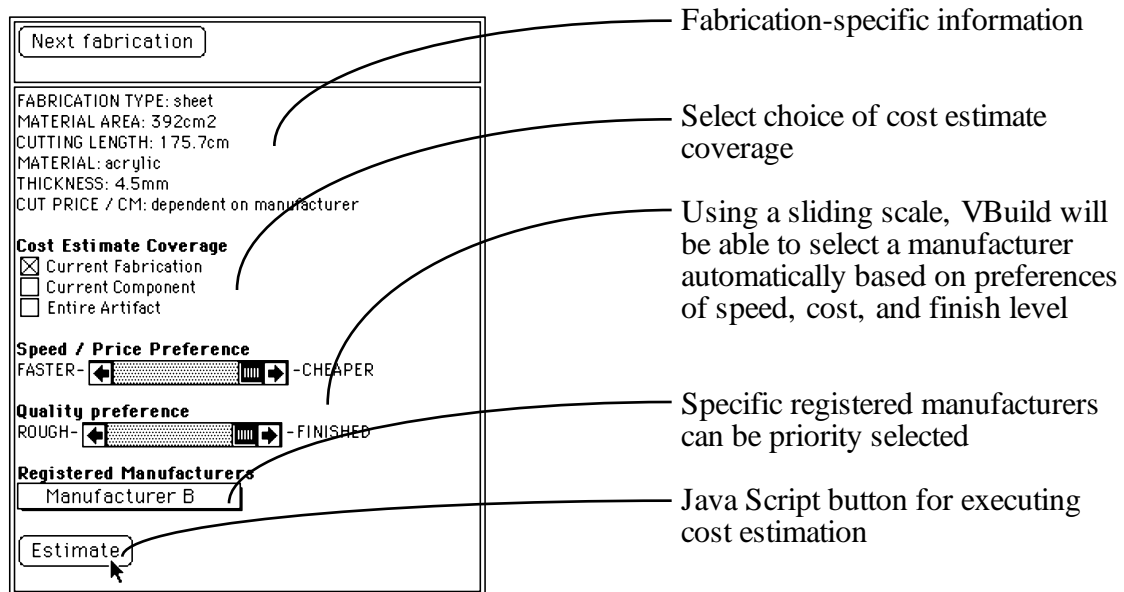 Next fabrication
FABRICATION TYPE: sheet
MATERIAL AREA: 392cm2
CUTTING LENGTH: 175.7cm
MATERIAL: acrylic
THICKNESS: 4.5mm
CUT PRICE / CM: dependent on manufacturer
Cost Estimate Coverage
Current Fabrication
Current Component
Entire Artifact
Speed / Price Preference
FASTER- -CHEAPER
Quality preference
ROUGH- -FINISHED
Registered Manufacturers
Manufacturer B
Estimate
Fabrication-specific information
Select choice of cost estimate
coverage
Using a sliding scale, VBuild will
be able to select a manufacturer
automatically based on preferences
of speed, cost, and finish level
Specific registered manufacturers
can be priority selected
Java Script button for executing
cost estimation